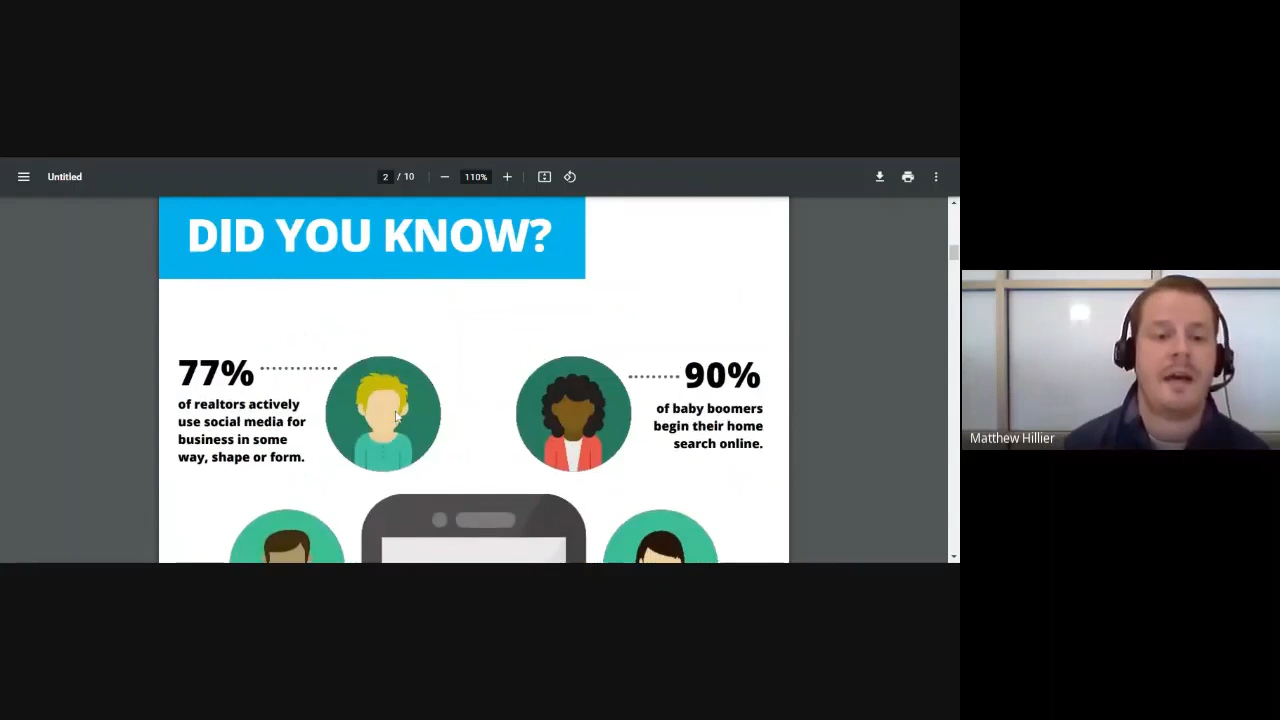 Untitled
2 / 10
110%
DID YOU KNOW?
77%
of realtors actively
use social media for
business in some
way, shape or form.
90%
of baby boomers
begin their home
search online.
Matthew Hillier